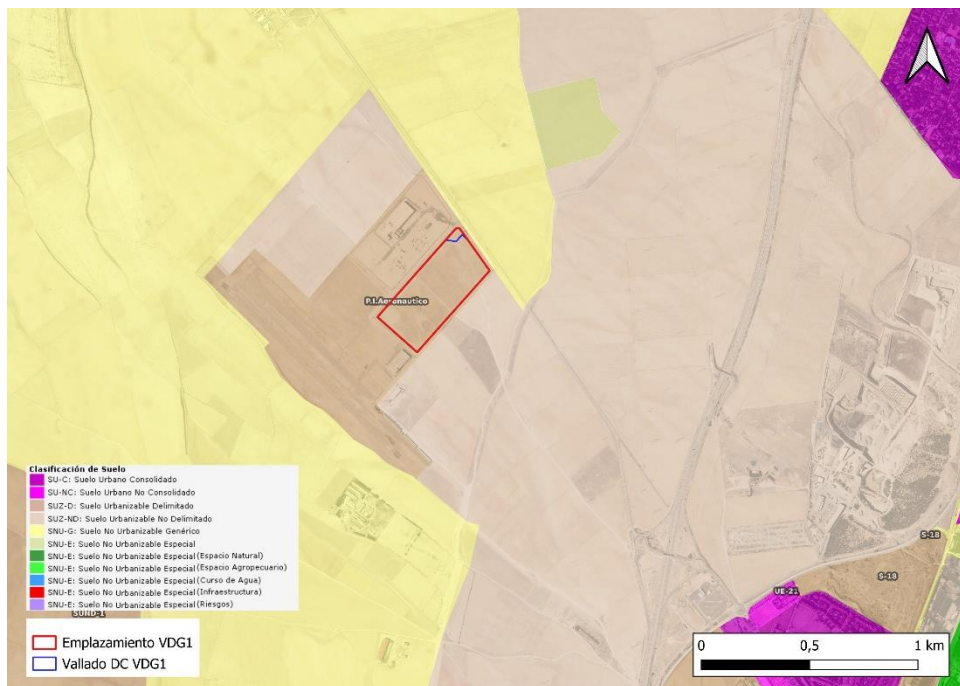 P.I.Aeronautico
Clasificación de Suelo
SU-C: Suelo Urbano Consolidado
SU-NC: Suelo Urbano No Consolidado
SUZ-D: Suelo Urbanizable Delimitado
SUZ-ND: Suelo Urbanizable No Delimitado
SNU-G: Suelo No Urbanizable Genérico
SNU-E: Suelo No Urbanizable Especial
SNU-E: Suelo No Urbanizable Especial (Espacio Natural)
SNU-E: Suelo No Urbanizable Especial (Espacio Agropecuario)
SNU-E: Suelo No Urbanizable Especial (Curso de Agua)
SNU-E: Suelo No Urbanizable Especial (Infraestructura)
SNU-E: Suelo No Urbanizable Especial (Riesgos)
SUND-1
S-18
S-18
UE-21
Emplazamiento VDG1
Vallado DC VDG1
0 0,5 1 km